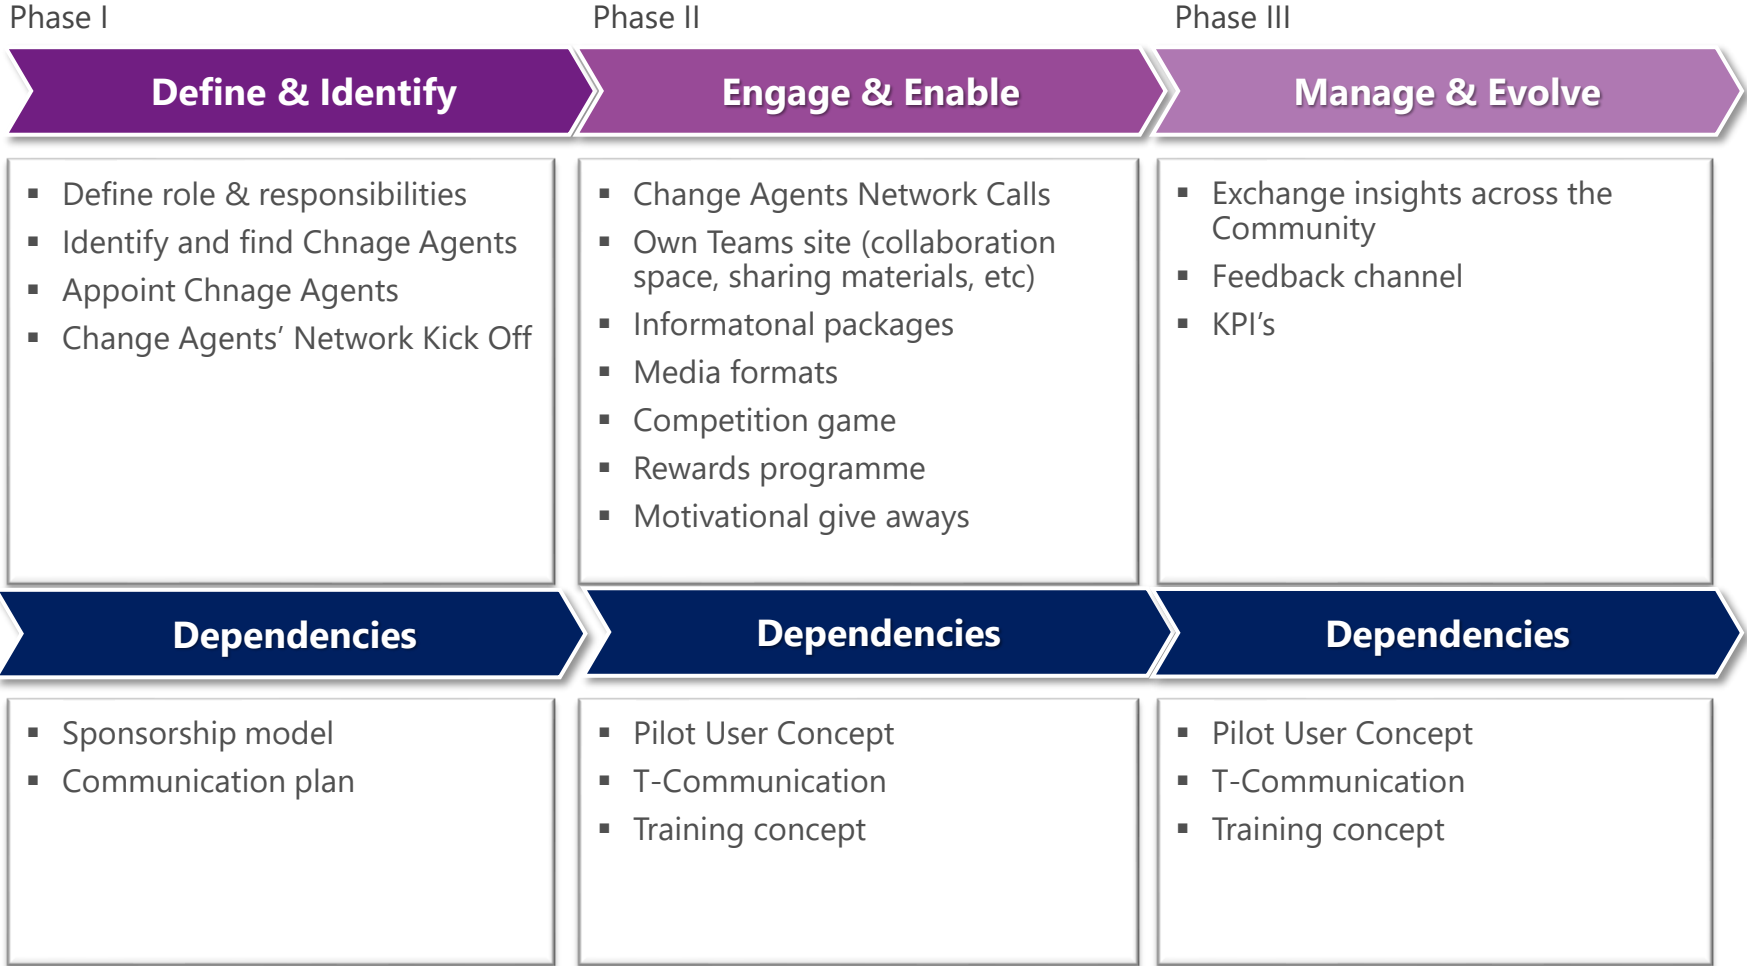 Phase I
Phase II
Phase III
Define & Identify
Engage & Enable
Manage & Evolve
▪ Define role & responsibilities
▪ Identify and find Chnage Agents
▪ Appoint Chnage Agents
▪ Change Agents’ Network Kick Off
▪ Change Agents Network Calls
▪ Own Teams site (collaboration
space, sharing materials, etc)
▪ Informatonal packages
▪ Media formats
▪ Competition game
▪ Rewards programme
▪ Motivational give aways
▪ Exchange insights across the
Community
▪ Feedback channel
▪ KPI’s
Dependencies
Dependencies
Dependencies
▪ Sponsorship model
▪ Communication plan
▪ Pilot User Concept
▪ T-Communication
▪ Training concept
▪ Pilot User Concept
▪ T-Communication
▪ Training concept